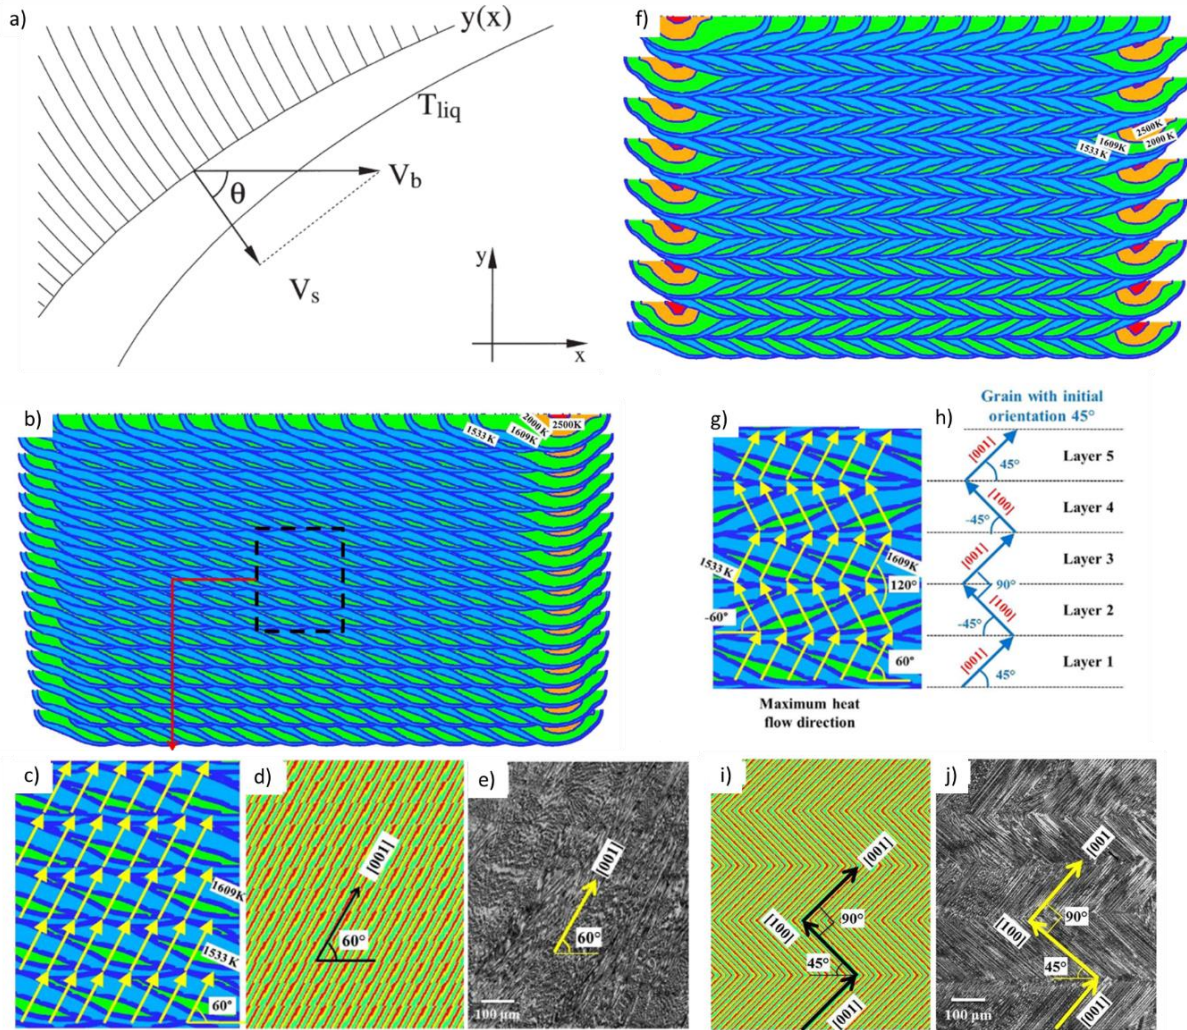 a)
y(x)
T_liq
V_b
θ
V_s
y
x
f)
2500K
1609K
2000K
1533 K
b)
2000 K
2500K
1609K
1533 K
g)
1533 K
1609K
120°
-60°
60°
Maximum heat
flow direction
h)
Grain with initial
orientation 45°
[001]
45°
Layer 5
[100]
-45°
Layer 4
[001]
Layer 3
90°
[100]
-45°
Layer 2
[001]
45°
Layer 1
c)
1609K
1533 K
60°
d)
[001]
60°
e)
[001]
60°
100 μm
i)
[001]
90°
[100]
45°
[001]
j)
[001]
90°
[100]
45°
[001]
100 μm